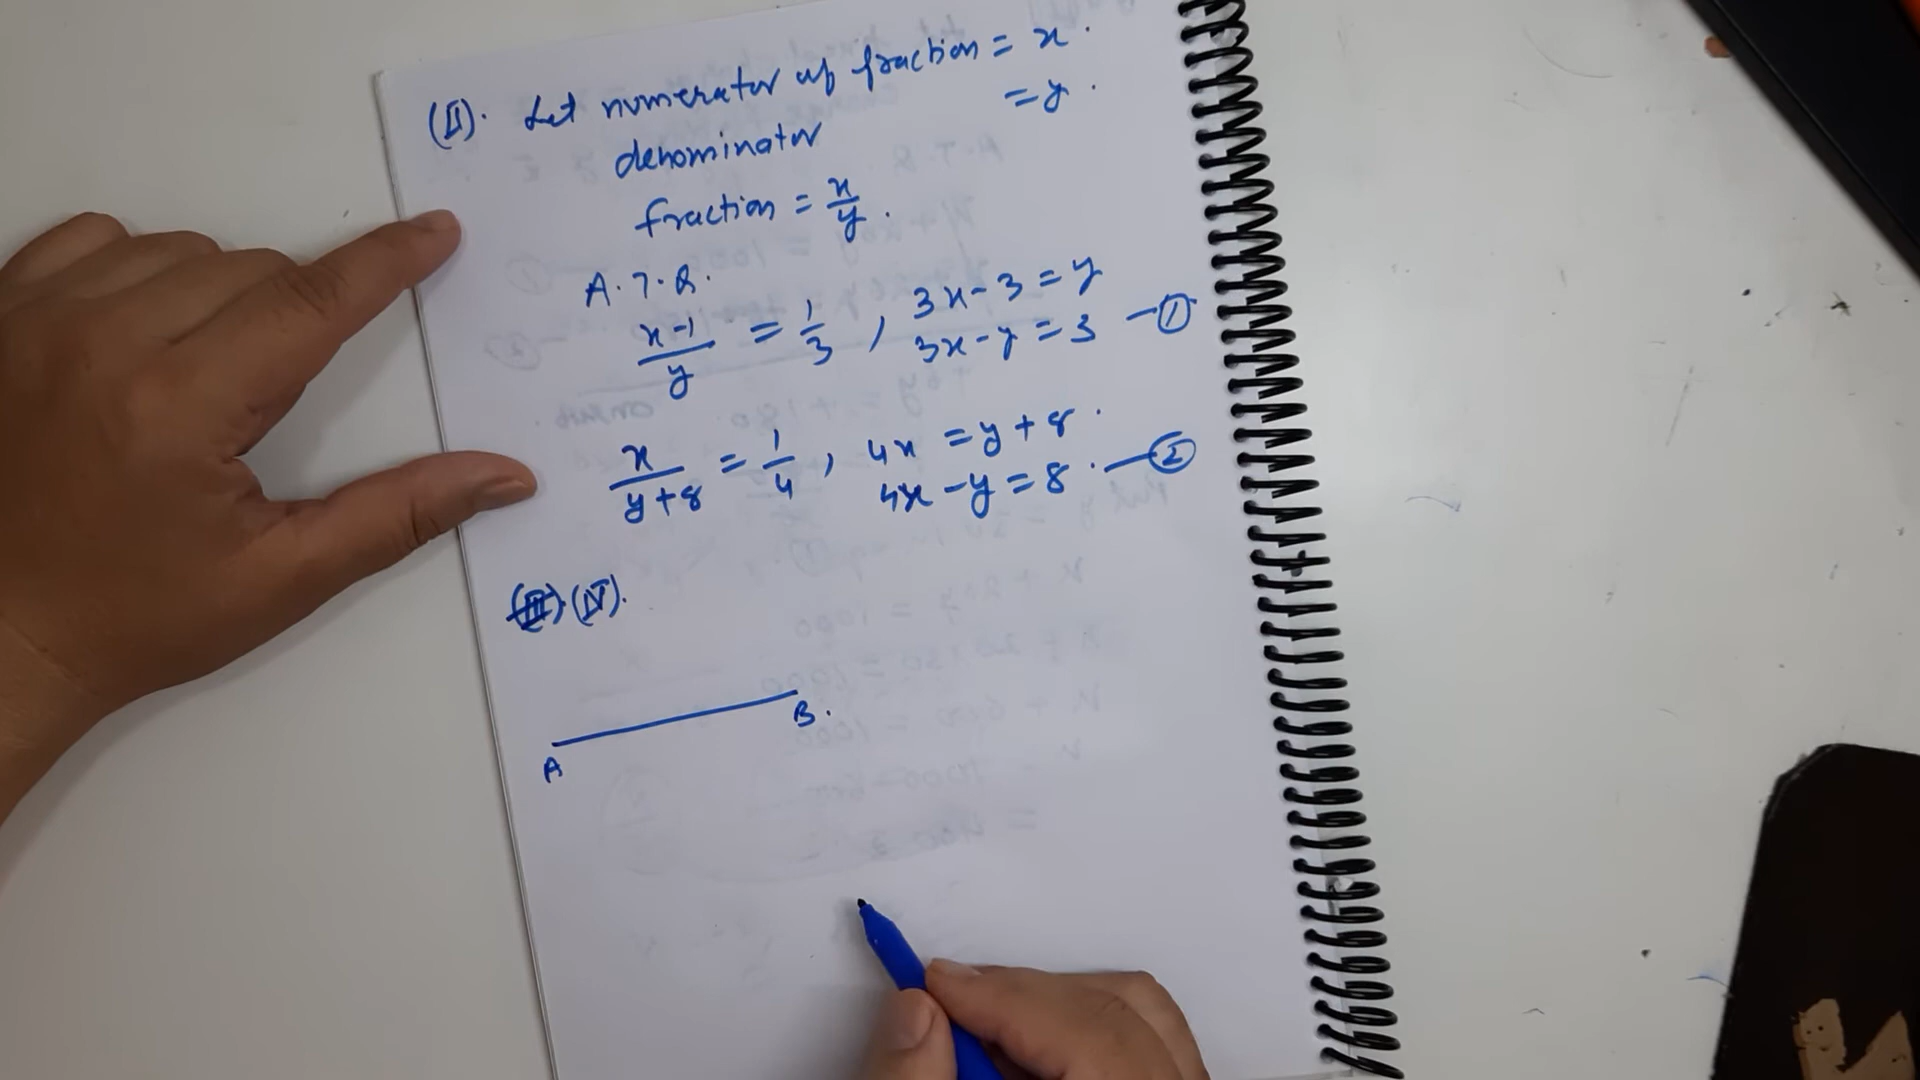 (II). Let numerator of fraction = x.
denominator = y.
fraction = x/y.
A.T.Q.
(x-1)/y = 1/3 , 3x-3 = y
3x-y = 3 —①
x/(y+8) = 1/4 , 4x = y+8.
4x-y = 8. —②
(III) (IV).
A B.